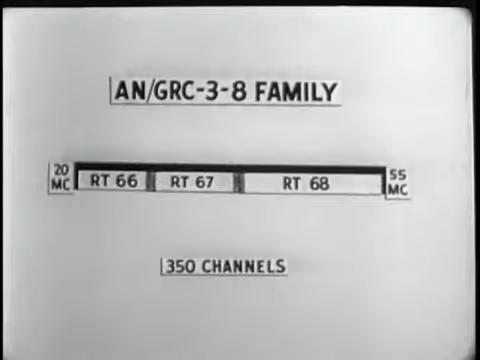 AN/GRC-3-8 FAMILY
20 MC
RT 66
RT 67
RT 68
55 MC
350 CHANNELS